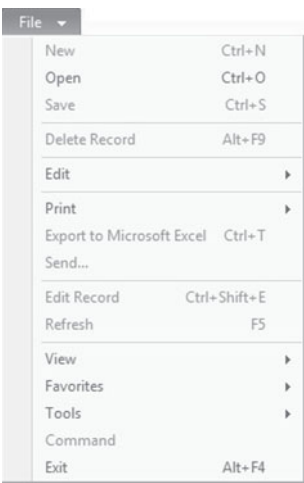 File
New Ctrl+N
Open Ctrl+O
Save Ctrl+S
Delete Record Alt+F9
Edit
Print
Export to Microsoft Excel Ctrl+T
Send...
Edit Record Ctrl+Shift+E
Refresh F5
View
Favorites
Tools
Command
Exit Alt+F4